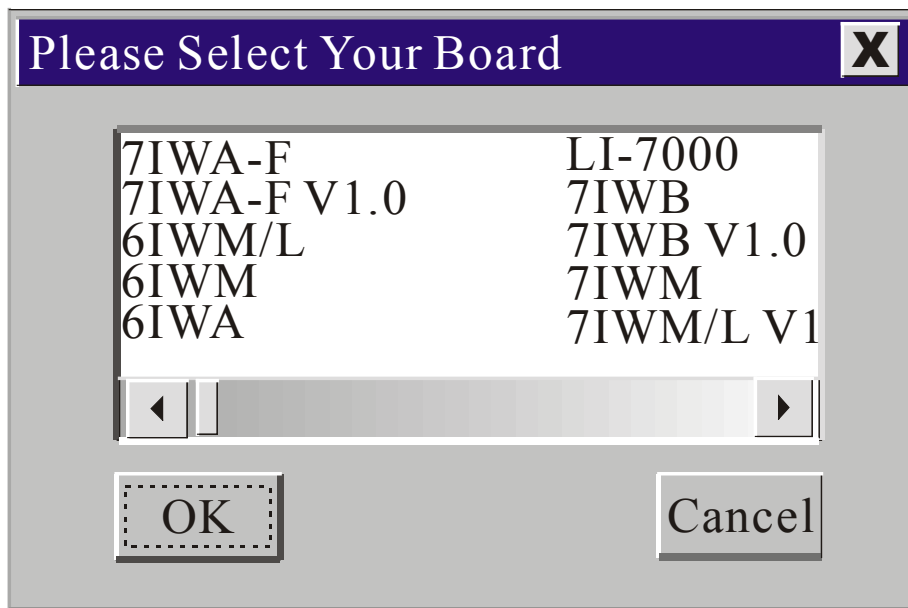 Please Select Your Board
X
7IWA-F
7IWA-F V1.0
6IWM/L
6IWM
6IWA
LI-7000
7IWB
7IWB V1.0
7IWM
7IWM/L V1
OK
Cancel